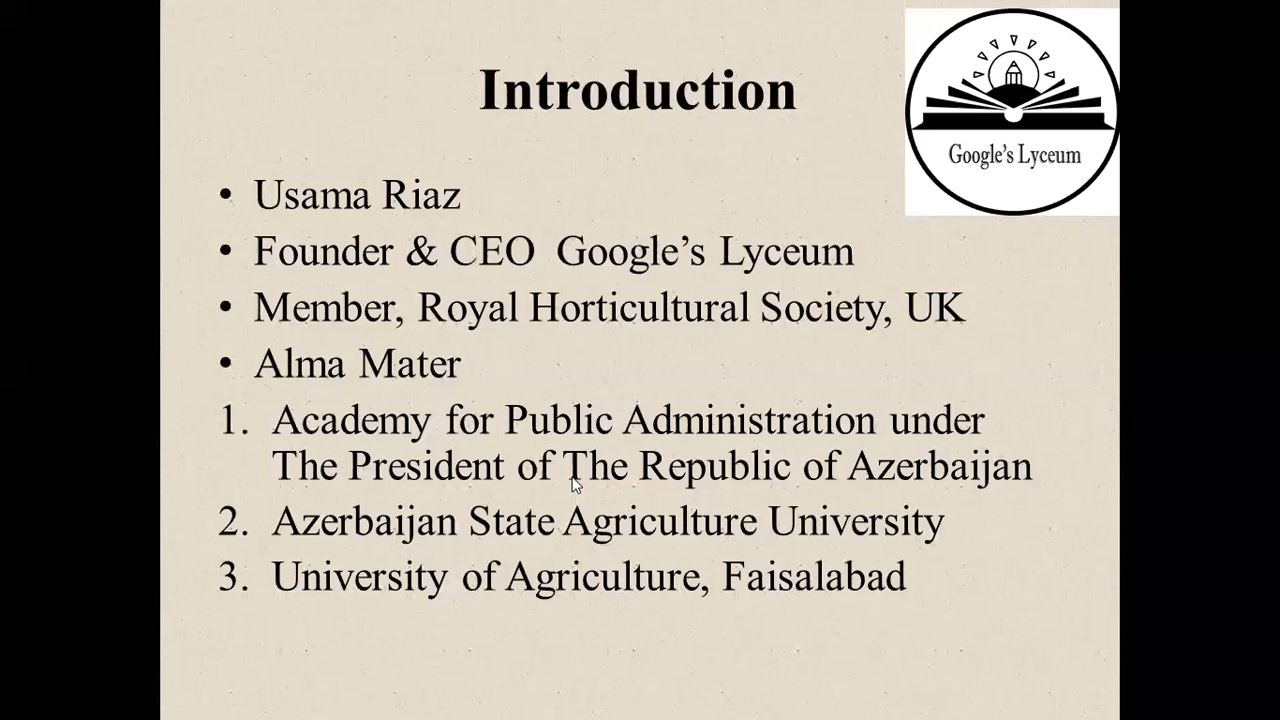 Introduction
Google's Lyceum
• Usama Riaz
• Founder & CEO Google’s Lyceum
• Member, Royal Horticultural Society, UK
• Alma Mater
1. Academy for Public Administration under
The President of The Republic of Azerbaijan
2. Azerbaijan State Agriculture University
3. University of Agriculture, Faisalabad